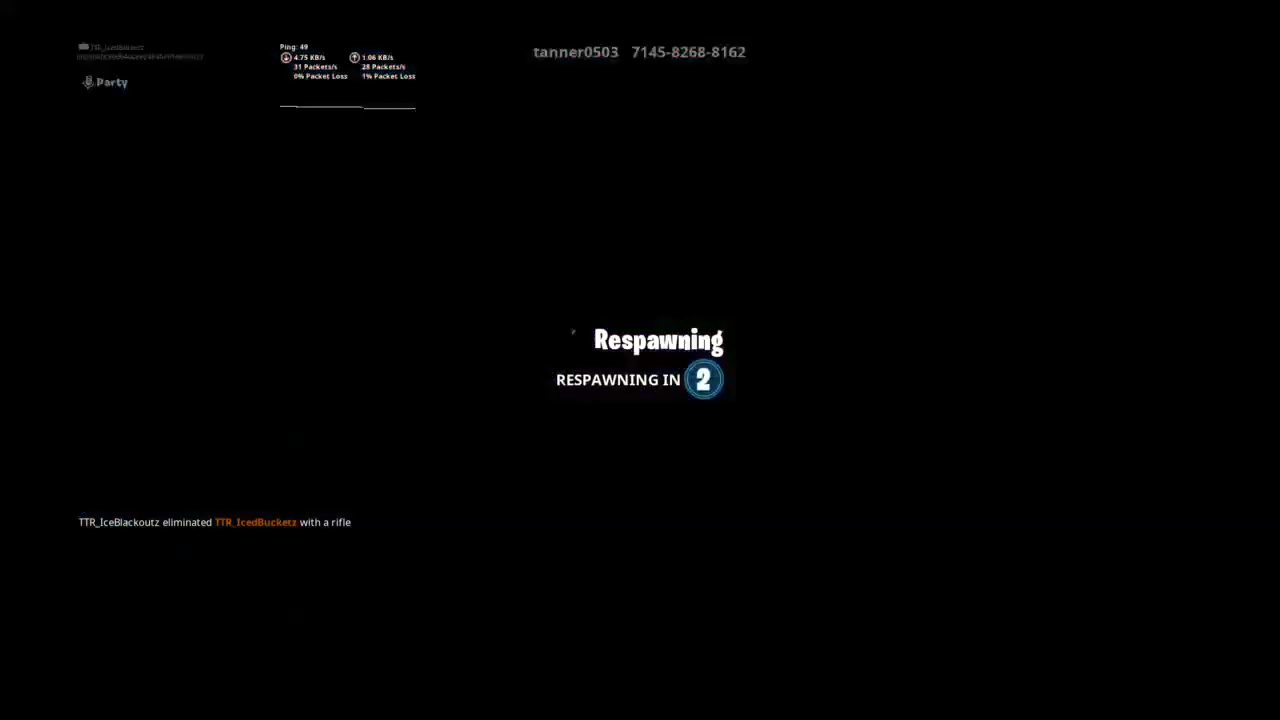 TTR_IcedBucketz
Party
Ping: 49
4.75 KB/s 1.06 KB/s
31 Packets/s 28 Packets/s
0% Packet Loss 1% Packet Loss
tanner0503 7145-8268-8162
Respawning
RESPAWNING IN 2
TTR_IceBlackoutz eliminated TTR_IcedBucketz with a rifle